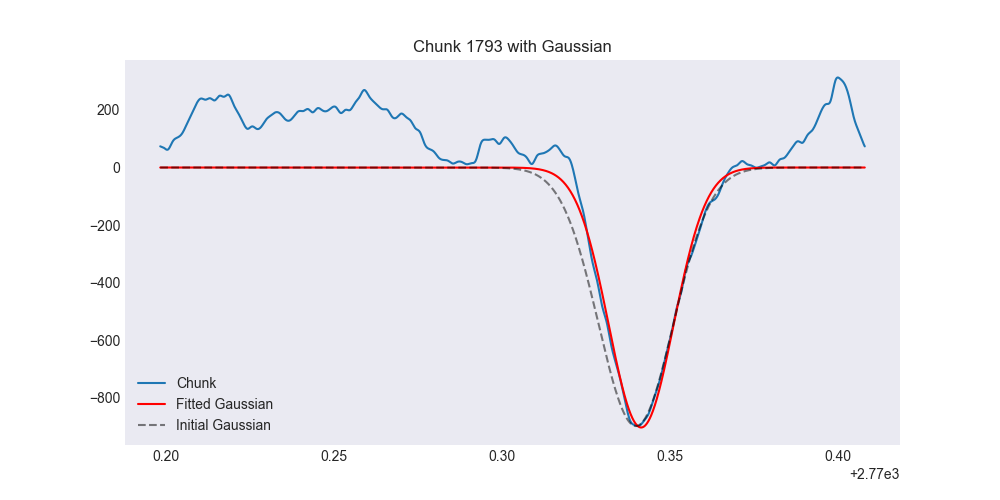 Chunk 1793 with Gaussian
200
0
−200
−400
−600
−800
Chunk
Fitted Gaussian
Initial Gaussian
0.20 0.25 0.30 0.35 0.40
+2.77e3